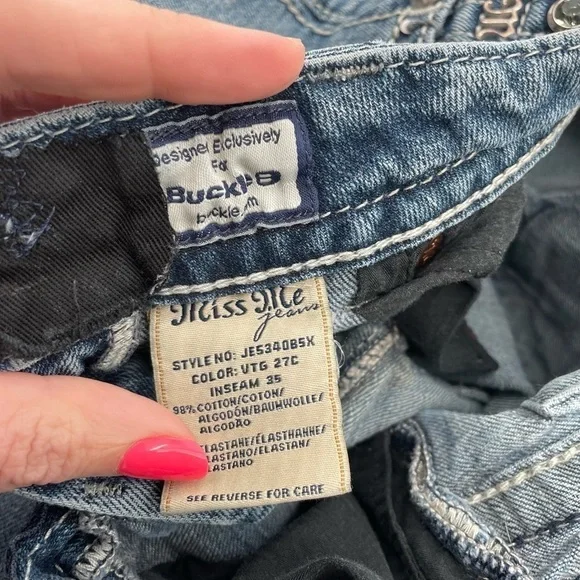 Designed Exclusively
For
Buckle
buckle.com
Miss Me
jeans
STYLE NO: JE5340B5X
COLOR: VTG 27C
INSEAM 35
98% COTTON/COTON/
ALGODÓN/BAUMWOLLE/
ALGODÃO
ELASTANE/ÉLASTHANNE/
ELASTANO/ELASTAN/
ELASTANO
SEE REVERSE FOR CARE